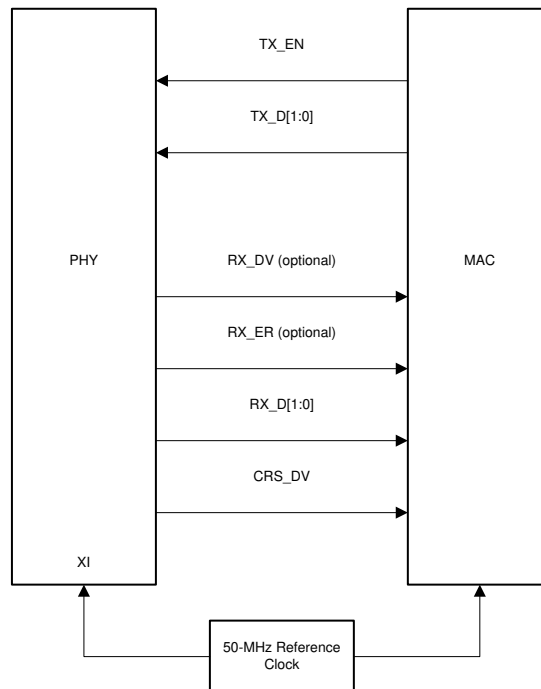 TX_EN
TX_D[1:0]
PHY
RX_DV (optional)
MAC
RX_ER (optional)
RX_D[1:0]
CRS_DV
XI
50-MHz Reference
Clock